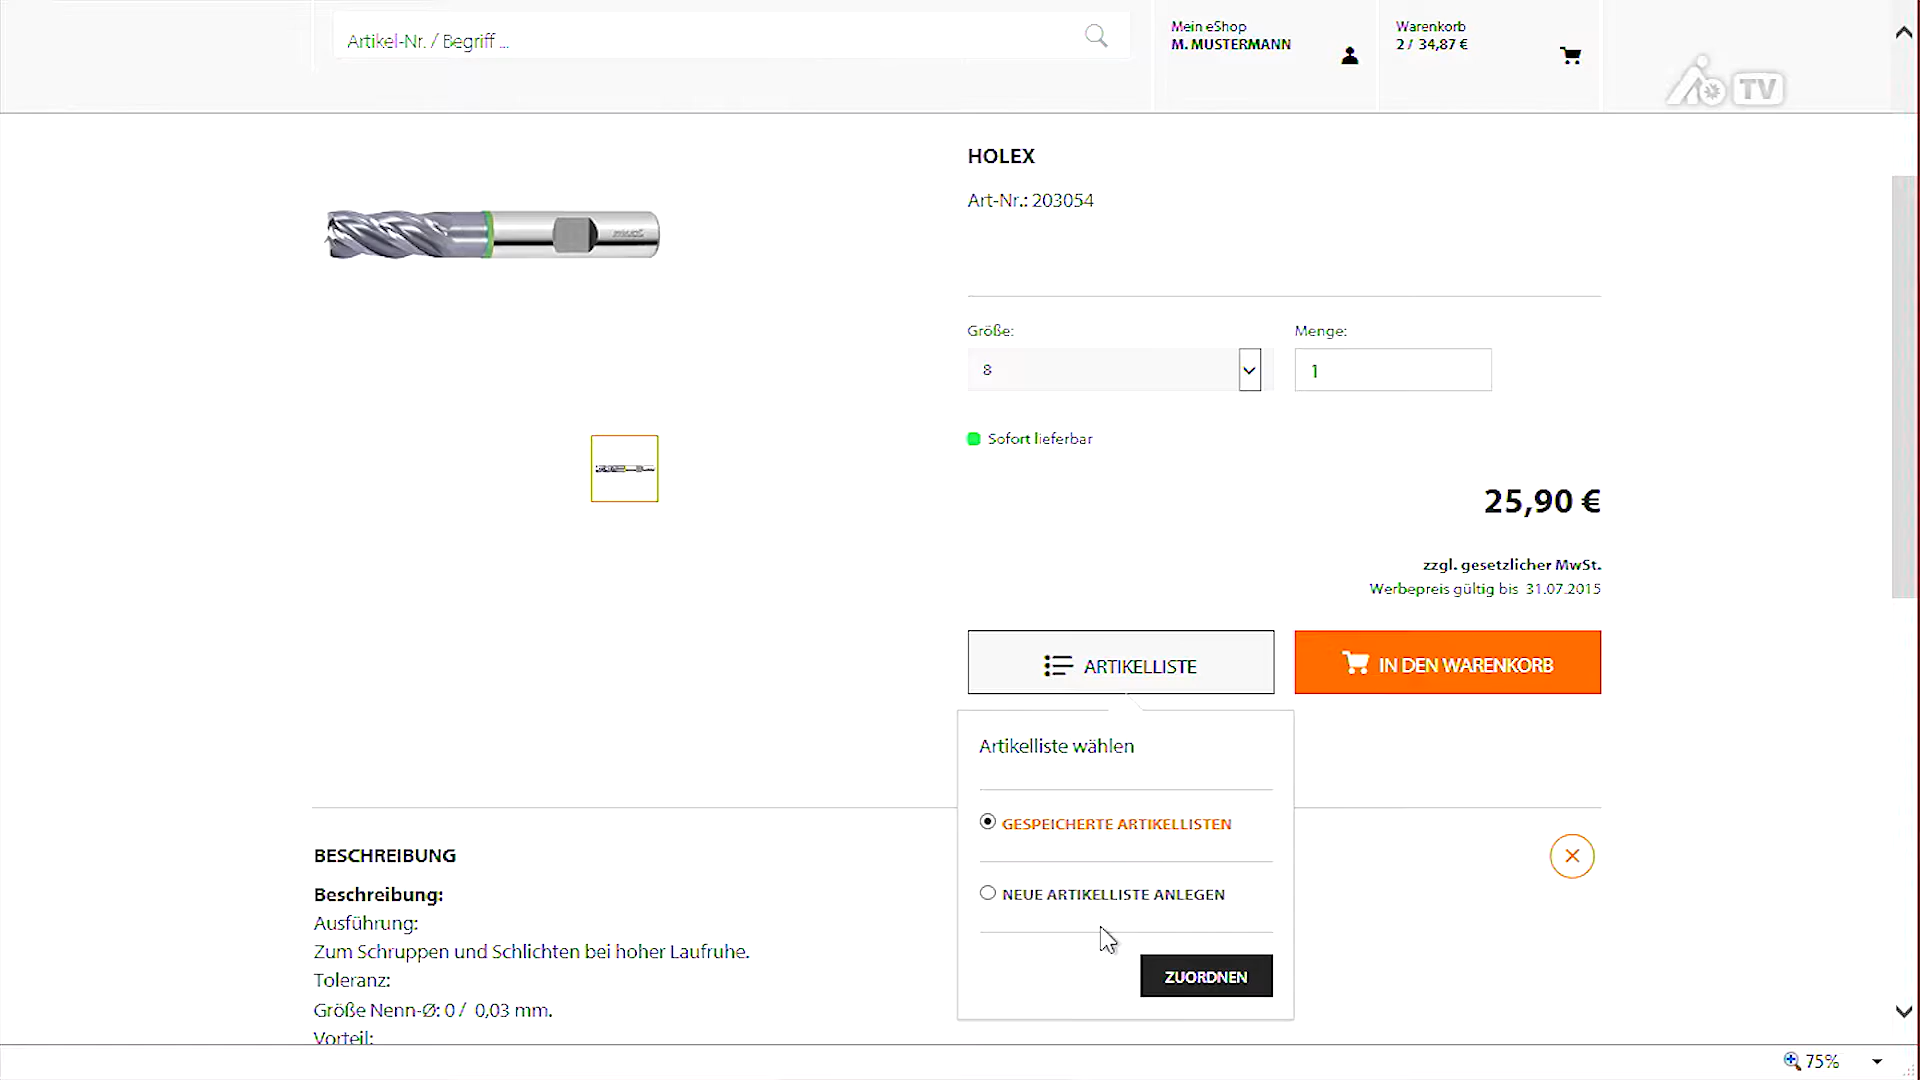 Artikel-Nr. / Begriff ...
Mein eShop
M. MUSTERMANN
Warenkorb
2 / 34,87 €
TV
HOLEX
Art-Nr.: 203054
Größe:
Menge:
8
1
Sofort lieferbar
25,90 €
zzgl. gesetzlicher MwSt.
Werbepreis gültig bis 31.07.2015
ARTIKELLISTE
IN DEN WARENKORB
Artikelliste wählen
GESPEICHERTE ARTIKELLISTEN
NEUE ARTIKELLISTE ANLEGEN
ZUORDNEN
BESCHREIBUNG
Beschreibung:
Ausführung:
Zum Schruppen und Schlichten bei hoher Laufruhe.
Toleranz:
Größe Nenn-Ø: 0 / 0,03 mm.
Vorteil:
75%